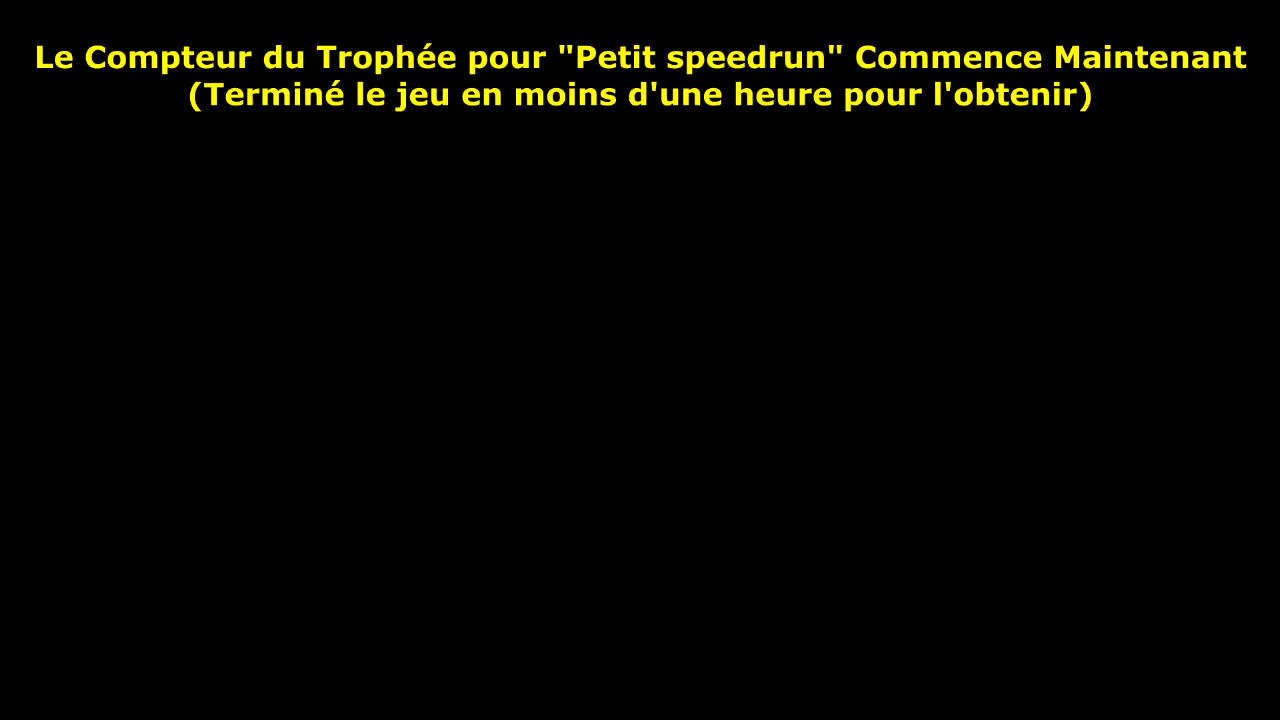 Le Compteur du Trophée pour "Petit speedrun" Commence Maintenant
(Terminé le jeu en moins d'une heure pour l'obtenir)